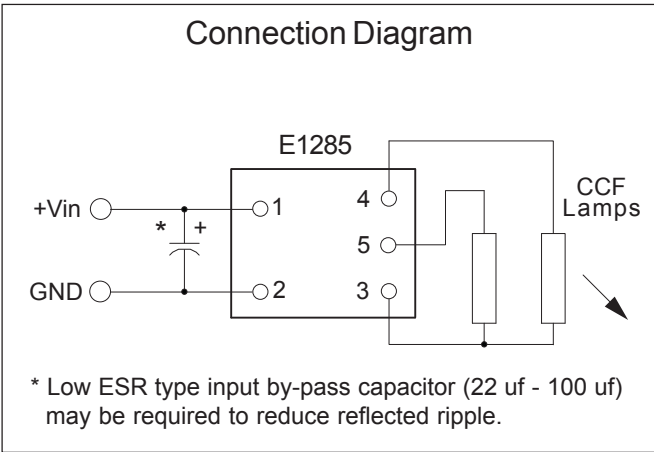 Connection Diagram
E1285
+Vin
GND
* +
1
2
4
5
3
CCF
Lamps
* Low ESR type input by-pass capacitor (22 uf - 100 uf)
may be required to reduce reflected ripple.